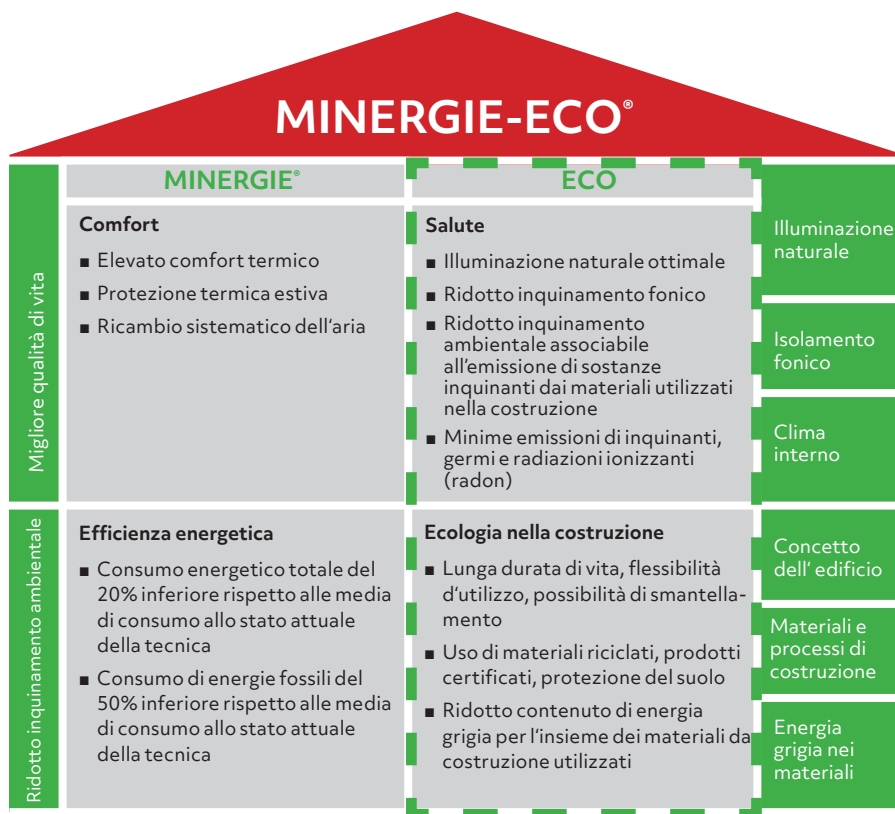 MINERGIE-ECO®
MINERGIE®
ECO
Migliore qualità di vita
Comfort
■ Elevato comfort termico
■ Protezione termica estiva
■ Ricambio sistematico dell'aria
Salute
■ Illuminazione naturale ottimale
■ Ridotto inquinamento fonico
■ Ridotto inquinamento
ambientale associabile
all'emissione di sostanze
inquinanti dai materiali utilizzati
nella costruzione
■ Minime emissioni di inquinanti,
germi e radiazioni ionizzanti
(radon)
Illuminazione
naturale
Isolamento
fonico
Clima
interno
Ridotto inquinamento ambientale
Efficienza energetica
■ Consumo energetico totale del
20% inferiore rispetto alle media
di consumo allo stato attuale
della tecnica
■ Consumo di energie fossili del
50% inferiore rispetto alle media
di consumo allo stato attuale
della tecnica
Ecologia nella costruzione
■ Lunga durata di vita, flessibilità
d'utilizzo, possibilità di smantella-
mento
■ Uso di materiali riciclati, prodotti
certificati, protezione del suolo
■ Ridotto contenuto di energia
grigia per l'insieme dei materiali da
costruzione utilizzati
Concetto
dell' edificio
Materiali e
processi di
costruzione
Energia
grigia nei
materiali